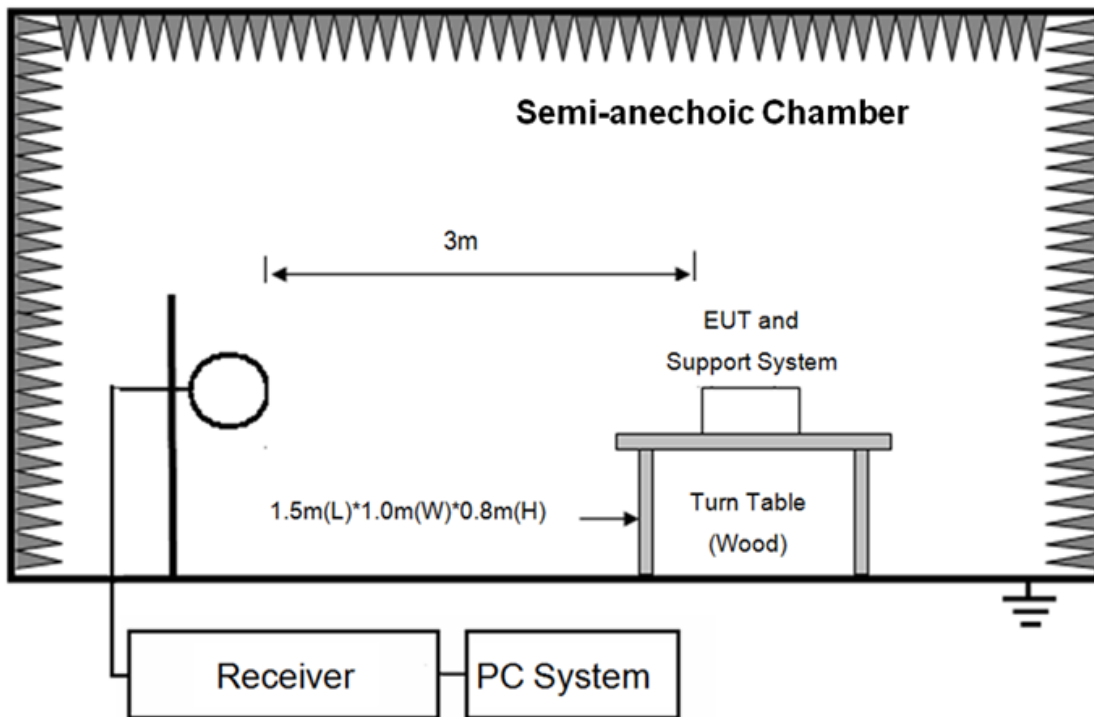 Semi-anechoic Chamber
3m
EUT and
Support System
1.5m(L)*1.0m(W)*0.8m(H)
Turn Table
(Wood)
Receiver
PC System